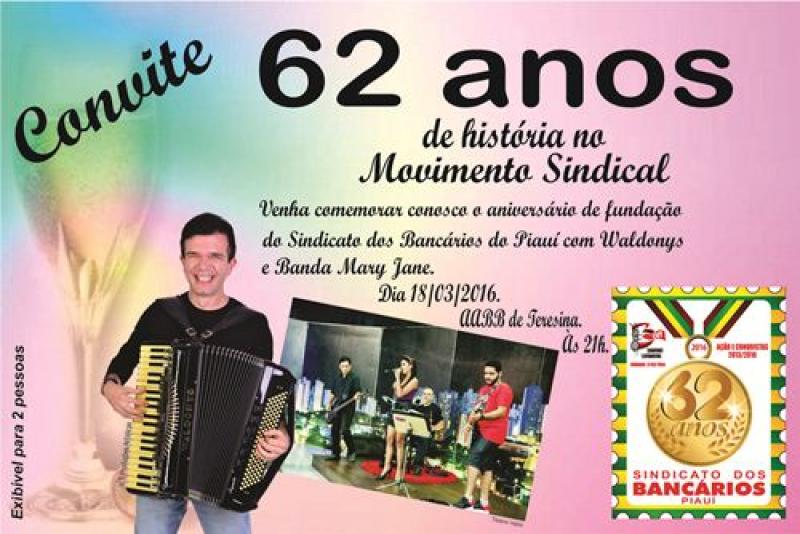 Convite
62 anos
de história no
Movimento Sindical
Venha comemorar conosco o aniversário de fundação
do Sindicato dos Bancários do Piauí com Waldonys
e Banda Mary Jane.
Dia 18/03/2016.
AABB de Teresina.
Às 21h.
Exibível para 2 pessoas
2016
62
anos
SINDICATO DOS
BANCÁRIOS
PIAUÍ